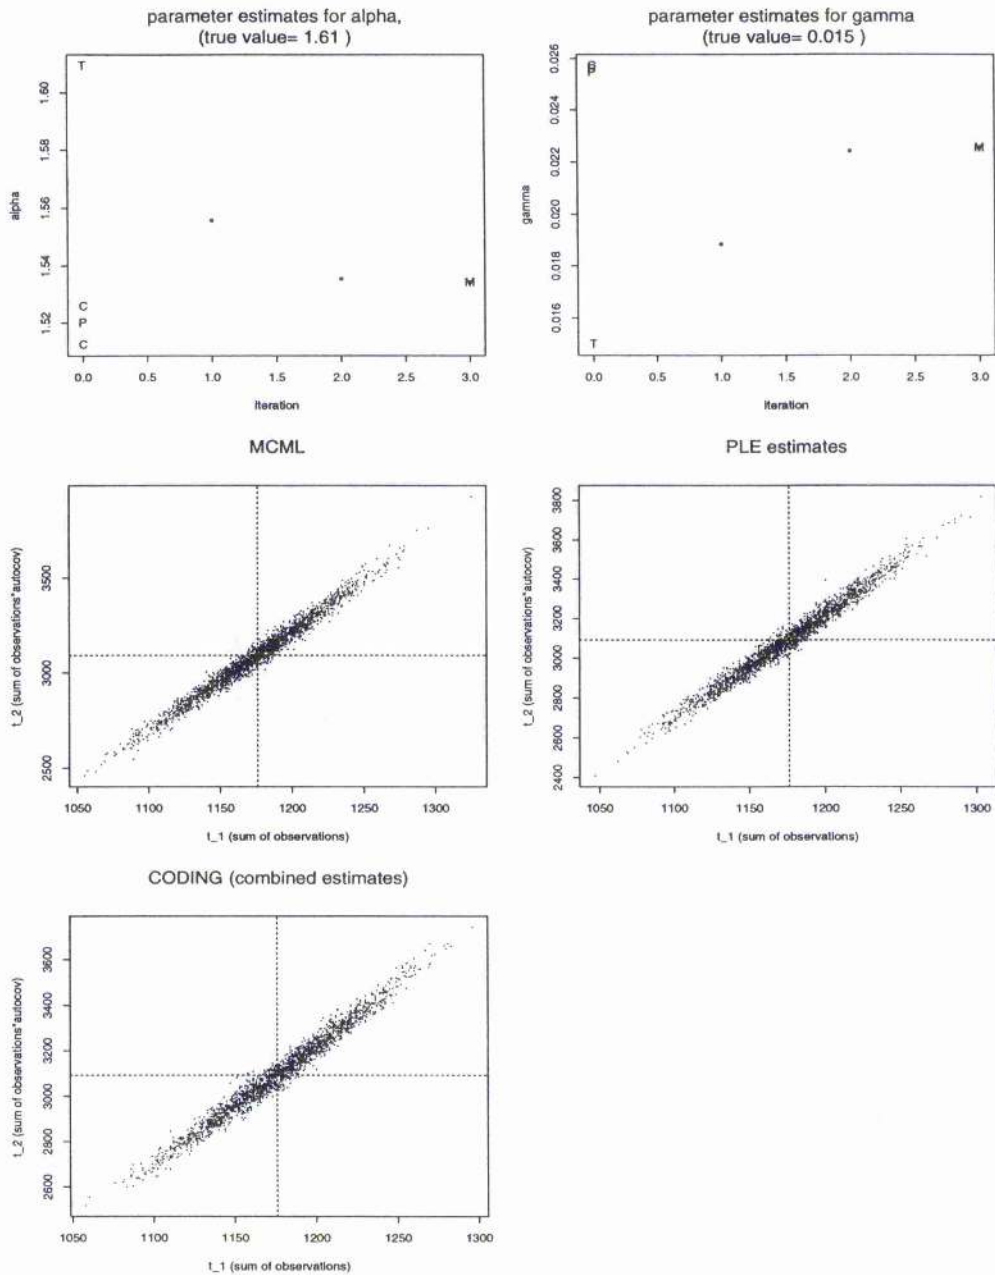 parameter estimates for alpha,
(true value= 1.61 )
alpha
1.52 1.54 1.56 1.58 1.60
T
C
P
C
M
0.0 0.5 1.0 1.5 2.0 2.5 3.0
Iteration
parameter estimates for gamma
(true value= 0.015 )
gamma
0.016 0.018 0.020 0.022 0.024 0.026
P
T
M
0.0 0.5 1.0 1.5 2.0 2.5 3.0
Iteration
MCML
t_2 (sum of observations*autocov)
2500 3000 3500
1050 1100 1150 1200 1250 1300
t_1 (sum of observations)
PLE estimates
t_2 (sum of observations*autocov)
2400 2600 2800 3000 3200 3400 3600 3800
1050 1100 1150 1200 1250 1300
t_1 (sum of observations)
CODING (combined estimates)
t_2 (sum of observations*autocov)
2600 2800 3000 3200 3400 3600
1050 1100 1150 1200 1250 1300
t_1 (sum of observations)